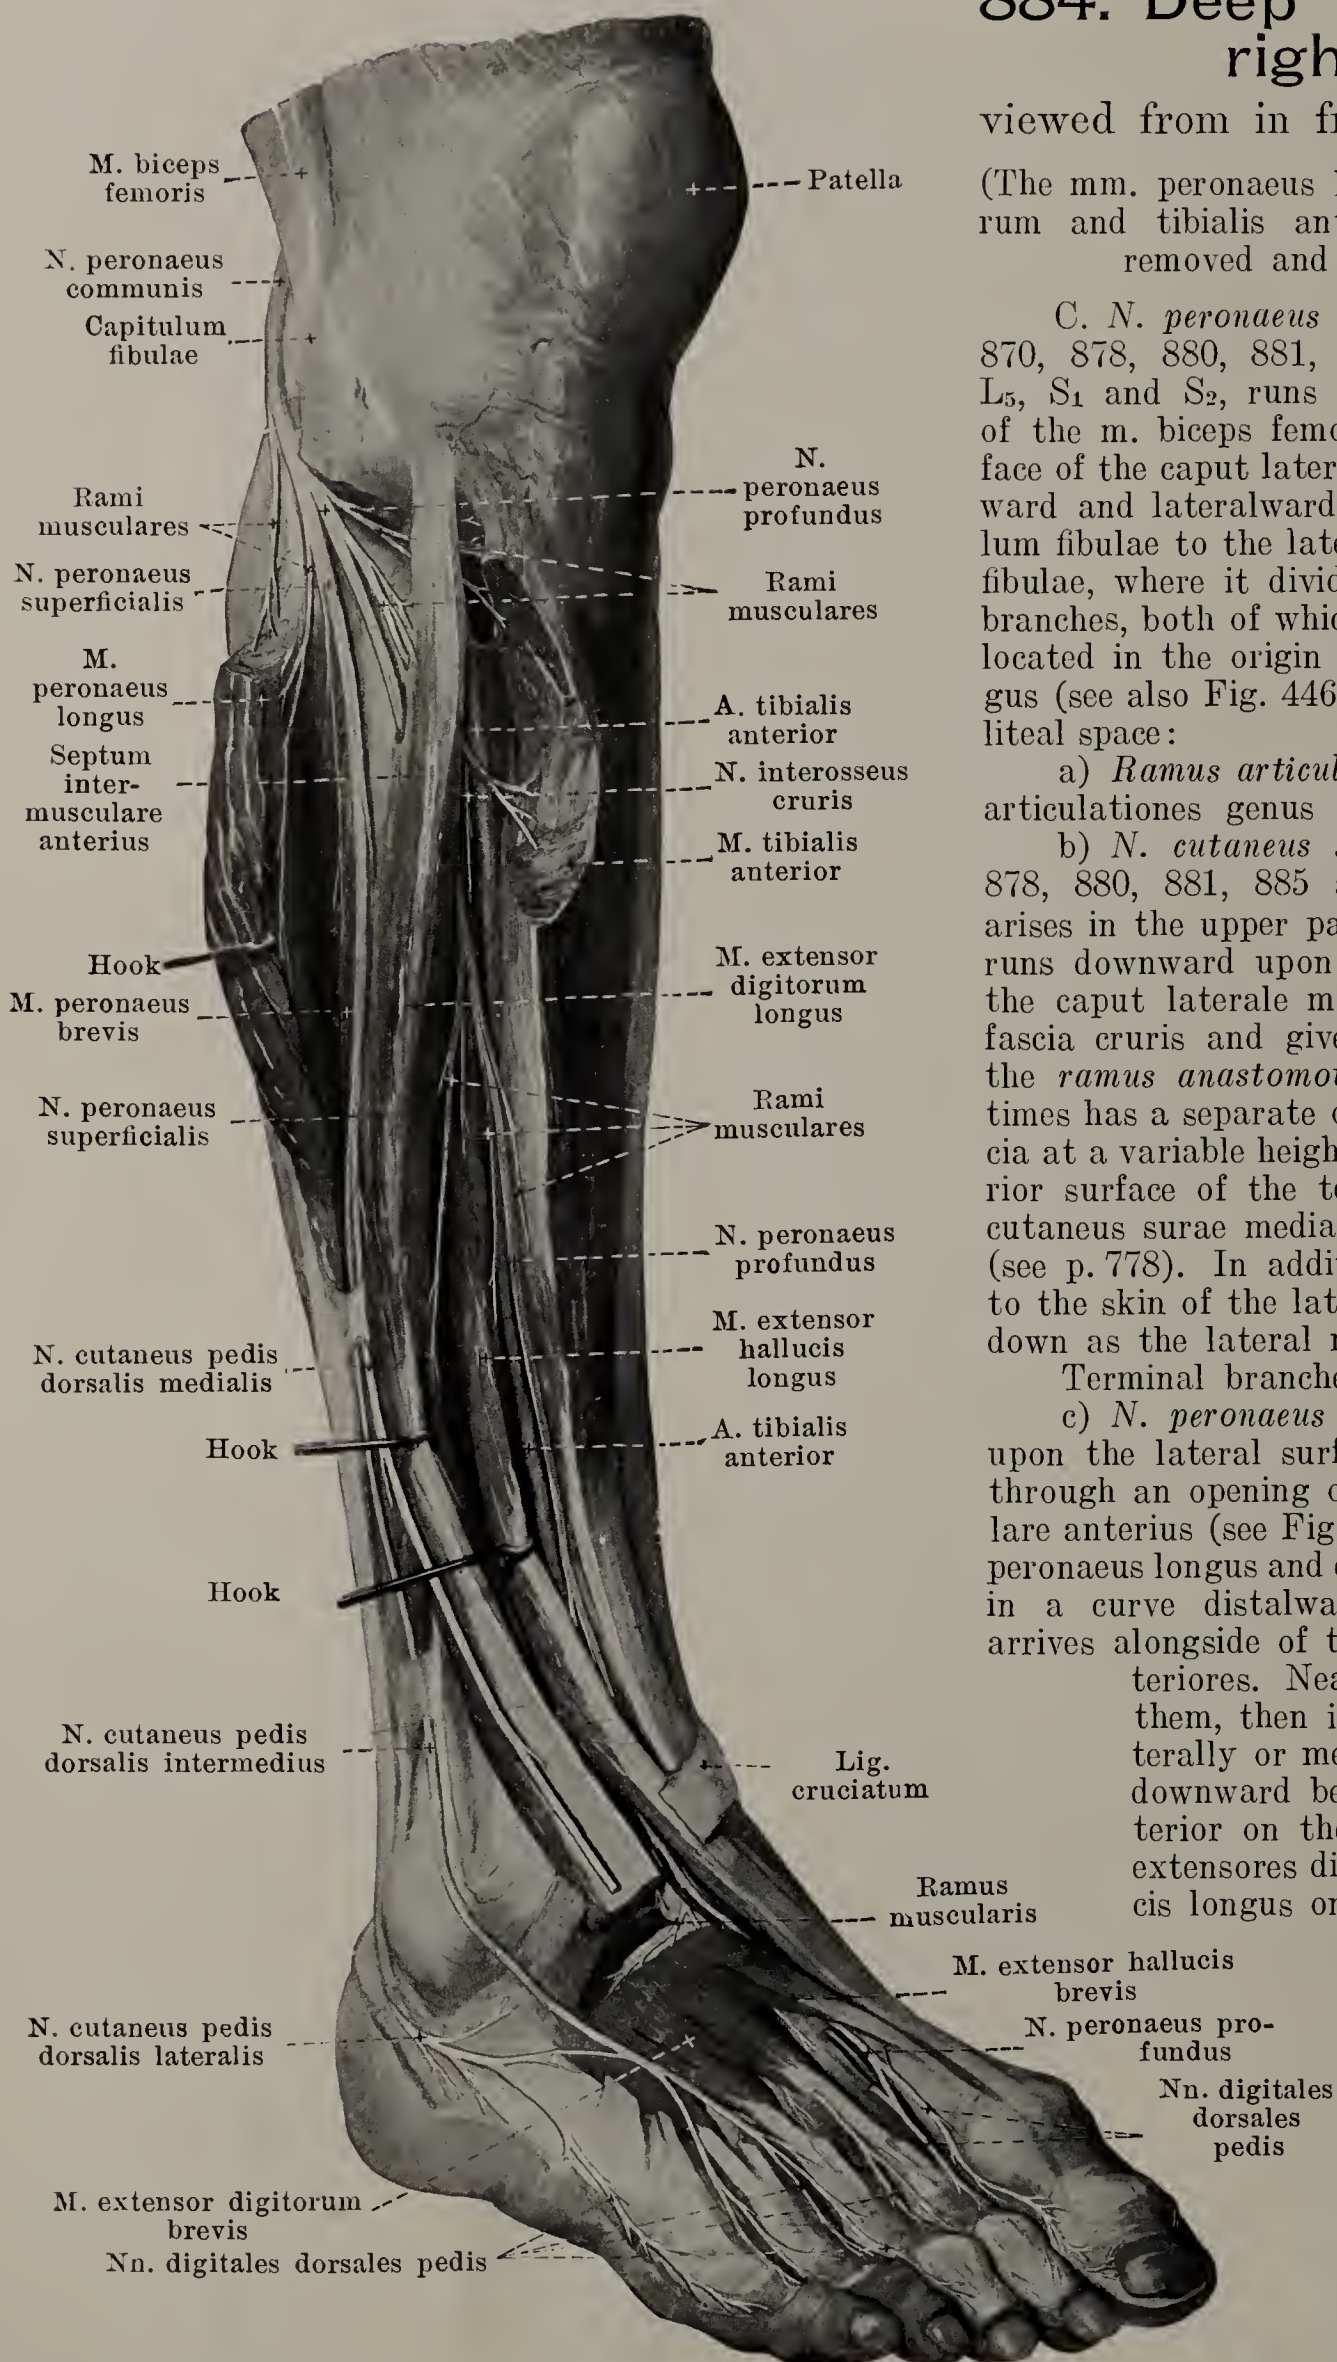 884. Deep
righ
viewed from in fr
(The mm. peronaeus l
rum and tibialis ant
removed and
C. N. peronaeus
870, 878, 880, 881,
L5, S1 and S2, runs
of the m. biceps femo
face of the caput later
ward and lateralward
lum fibulae to the late
fibulae, where it divid
branches, both of whic
located in the origin
gus (see also Fig. 446
liteal space:
a) Ramus articul
articulationes genus
b) N. cutaneus
878, 880, 881, 885
arises in the upper pa
runs downward upon
the caput laterale m
fascia cruris and give
the ramus anastomot
times has a separate o
cia at a variable heigh
rior surface of the te
cutaneus surae media
(see p. 778). In addi
to the skin of the lat
down as the lateral
Terminal branche
c) N. peronaeus
upon the lateral surf
through an opening o
lare anterius (see Fig
peronaeus longus and
in a curve distalwa
arrives alongside of t
teriores. Nea
them, then i
terally or me
downward be
terior on the
extensores di
cis longus or
M. biceps
femoris
N. peronaeus
communis
Capitulum
fibulae
Rami
musculares
N. peronaeus
superficialis
M.
peronaeus
longus
Septum
inter-
musculare
anterius
Hook
M. peronaeus
brevis
N. peronaeus
superficialis
N. cutaneus pedis
dorsalis medialis
Hook
Hook
N. cutaneus pedis
dorsalis intermedius
N. cutaneus pedis
dorsalis lateralis
M. extensor digitorum
brevis
Nn. digitales dorsales pedis
Patella
N.
peronaeus
profundus
Rami
musculares
A. tibialis
anterior
N. interosseus
cruris
M. tibialis
anterior
M. extensor
digitorum
longus
Rami
musculares
N. peronaeus
profundus
M. extensor
hallucis
longus
A. tibialis
anterior
Lig.
cruciatum
Ramus
muscularis
M. extensor hallucis
brevis
N. peronaeus pro-
fundus
Nn. digitales
dorsales
pedis